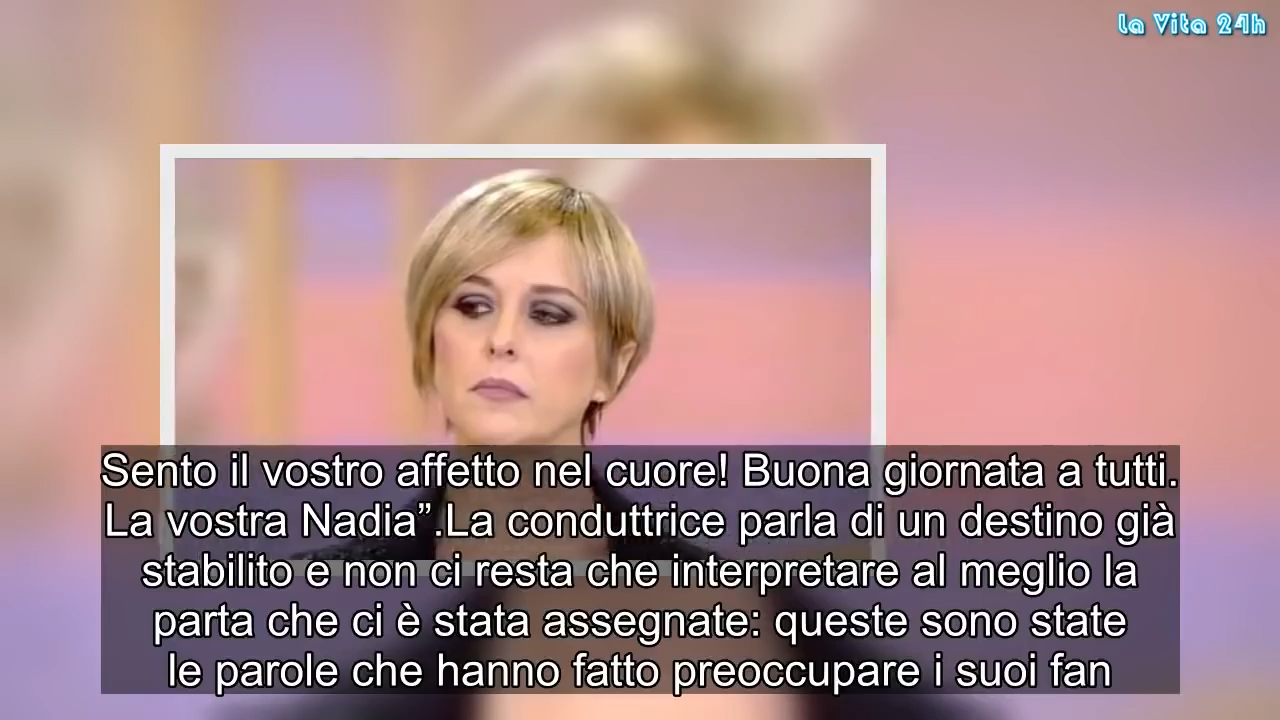 La Vita 24h
Sento il vostro affetto nel cuore! Buona giornata a tutti.
La vostra Nadia”.La conduttrice parla di un destino già
stabilito e non ci resta che interpretare al meglio la
parta che ci è stata assegnate: queste sono state
le parole che hanno fatto preoccupare i suoi fan